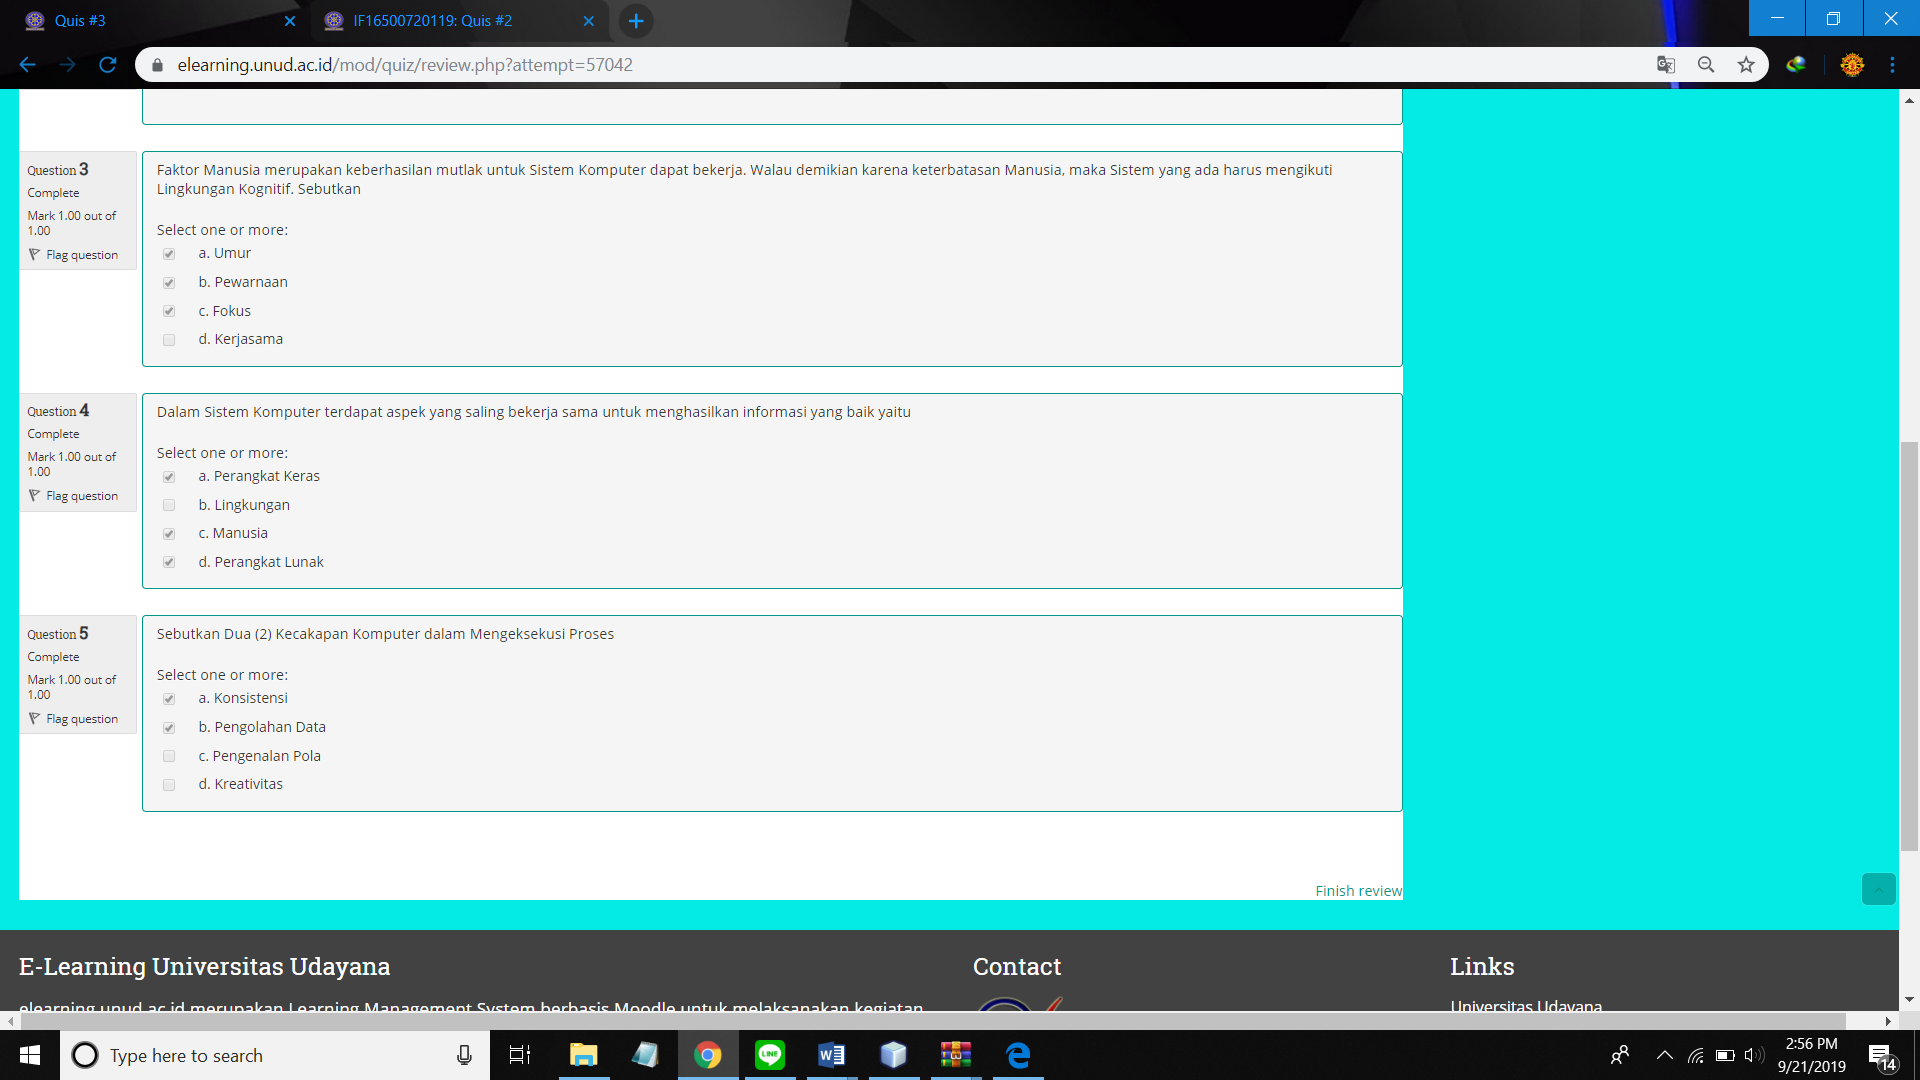 Quis #3
IF16500720119: Quis #2
elearning.unud.ac.id/mod/quiz/review.php?attempt=57042
Question 3
Complete
Mark 1.00 out of
1.00
Flag question
Faktor Manusia merupakan keberhasilan mutlak untuk Sistem Komputer dapat bekerja. Walau demikian karena keterbatasan Manusia, maka Sistem yang ada harus mengikuti
Lingkungan Kognitif. Sebutkan
Select one or more:
a. Umur
b. Pewarnaan
c. Fokus
d. Kerjasama
Question 4
Complete
Mark 1.00 out of
1.00
Flag question
Dalam Sistem Komputer terdapat aspek yang saling bekerja sama untuk menghasilkan informasi yang baik yaitu
Select one or more:
a. Perangkat Keras
b. Lingkungan
c. Manusia
d. Perangkat Lunak
Question 5
Complete
Mark 1.00 out of
1.00
Flag question
Sebutkan Dua (2) Kecakapan Komputer dalam Mengeksekusi Proses
Select one or more:
a. Konsistensi
b. Pengolahan Data
c. Pengenalan Pola
d. Kreativitas
Finish review
E-Learning Universitas Udayana
Contact
Links
elearning.unud.ac.id merupakan Learning Management System berbasis Moodle untuk melaksanakan kegiatan
Universitas Udayana
Type here to search
LINE
2:56 PM
9/21/2019
14